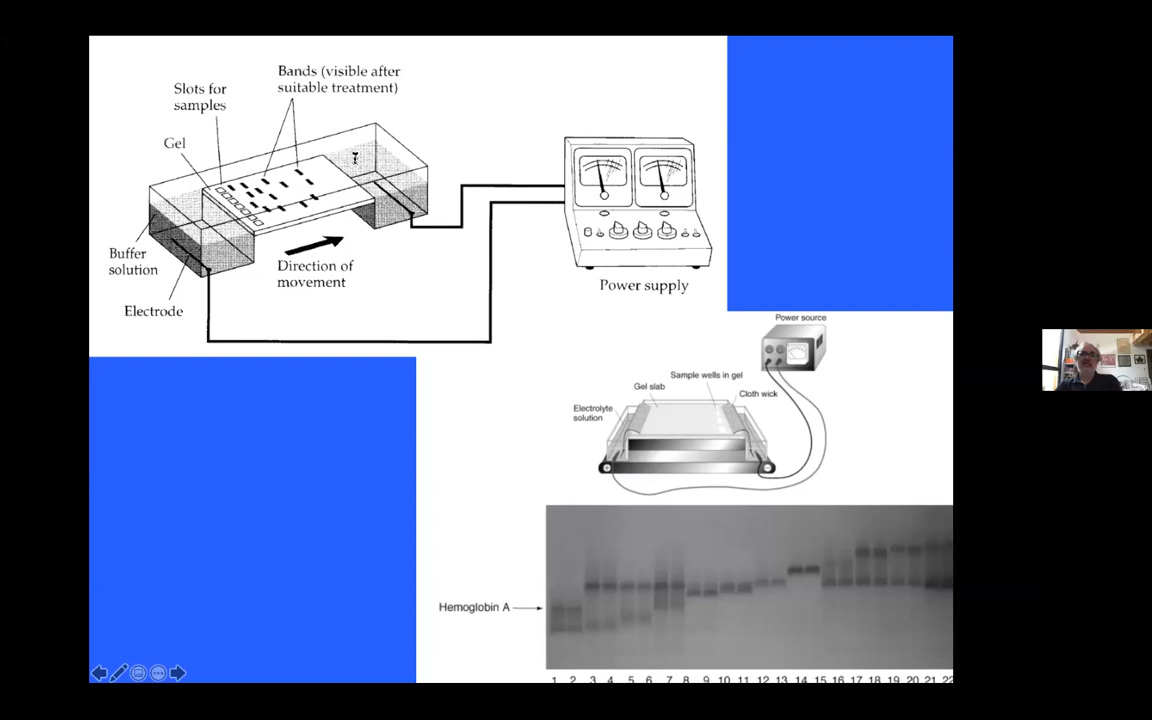 Bands (visible after
suitable treatment)
Slots for
samples
Gel
Buffer
solution
Direction of
movement
Electrode
Power supply
Power source
Sample wells in gel
Gel slab
Cloth wick
Electrolyte
solution
+
−
Hemoglobin A
1 2 3 4 5 6 7 8 9 10 11 12 13 14 15 16 17 18 19 20 21 22